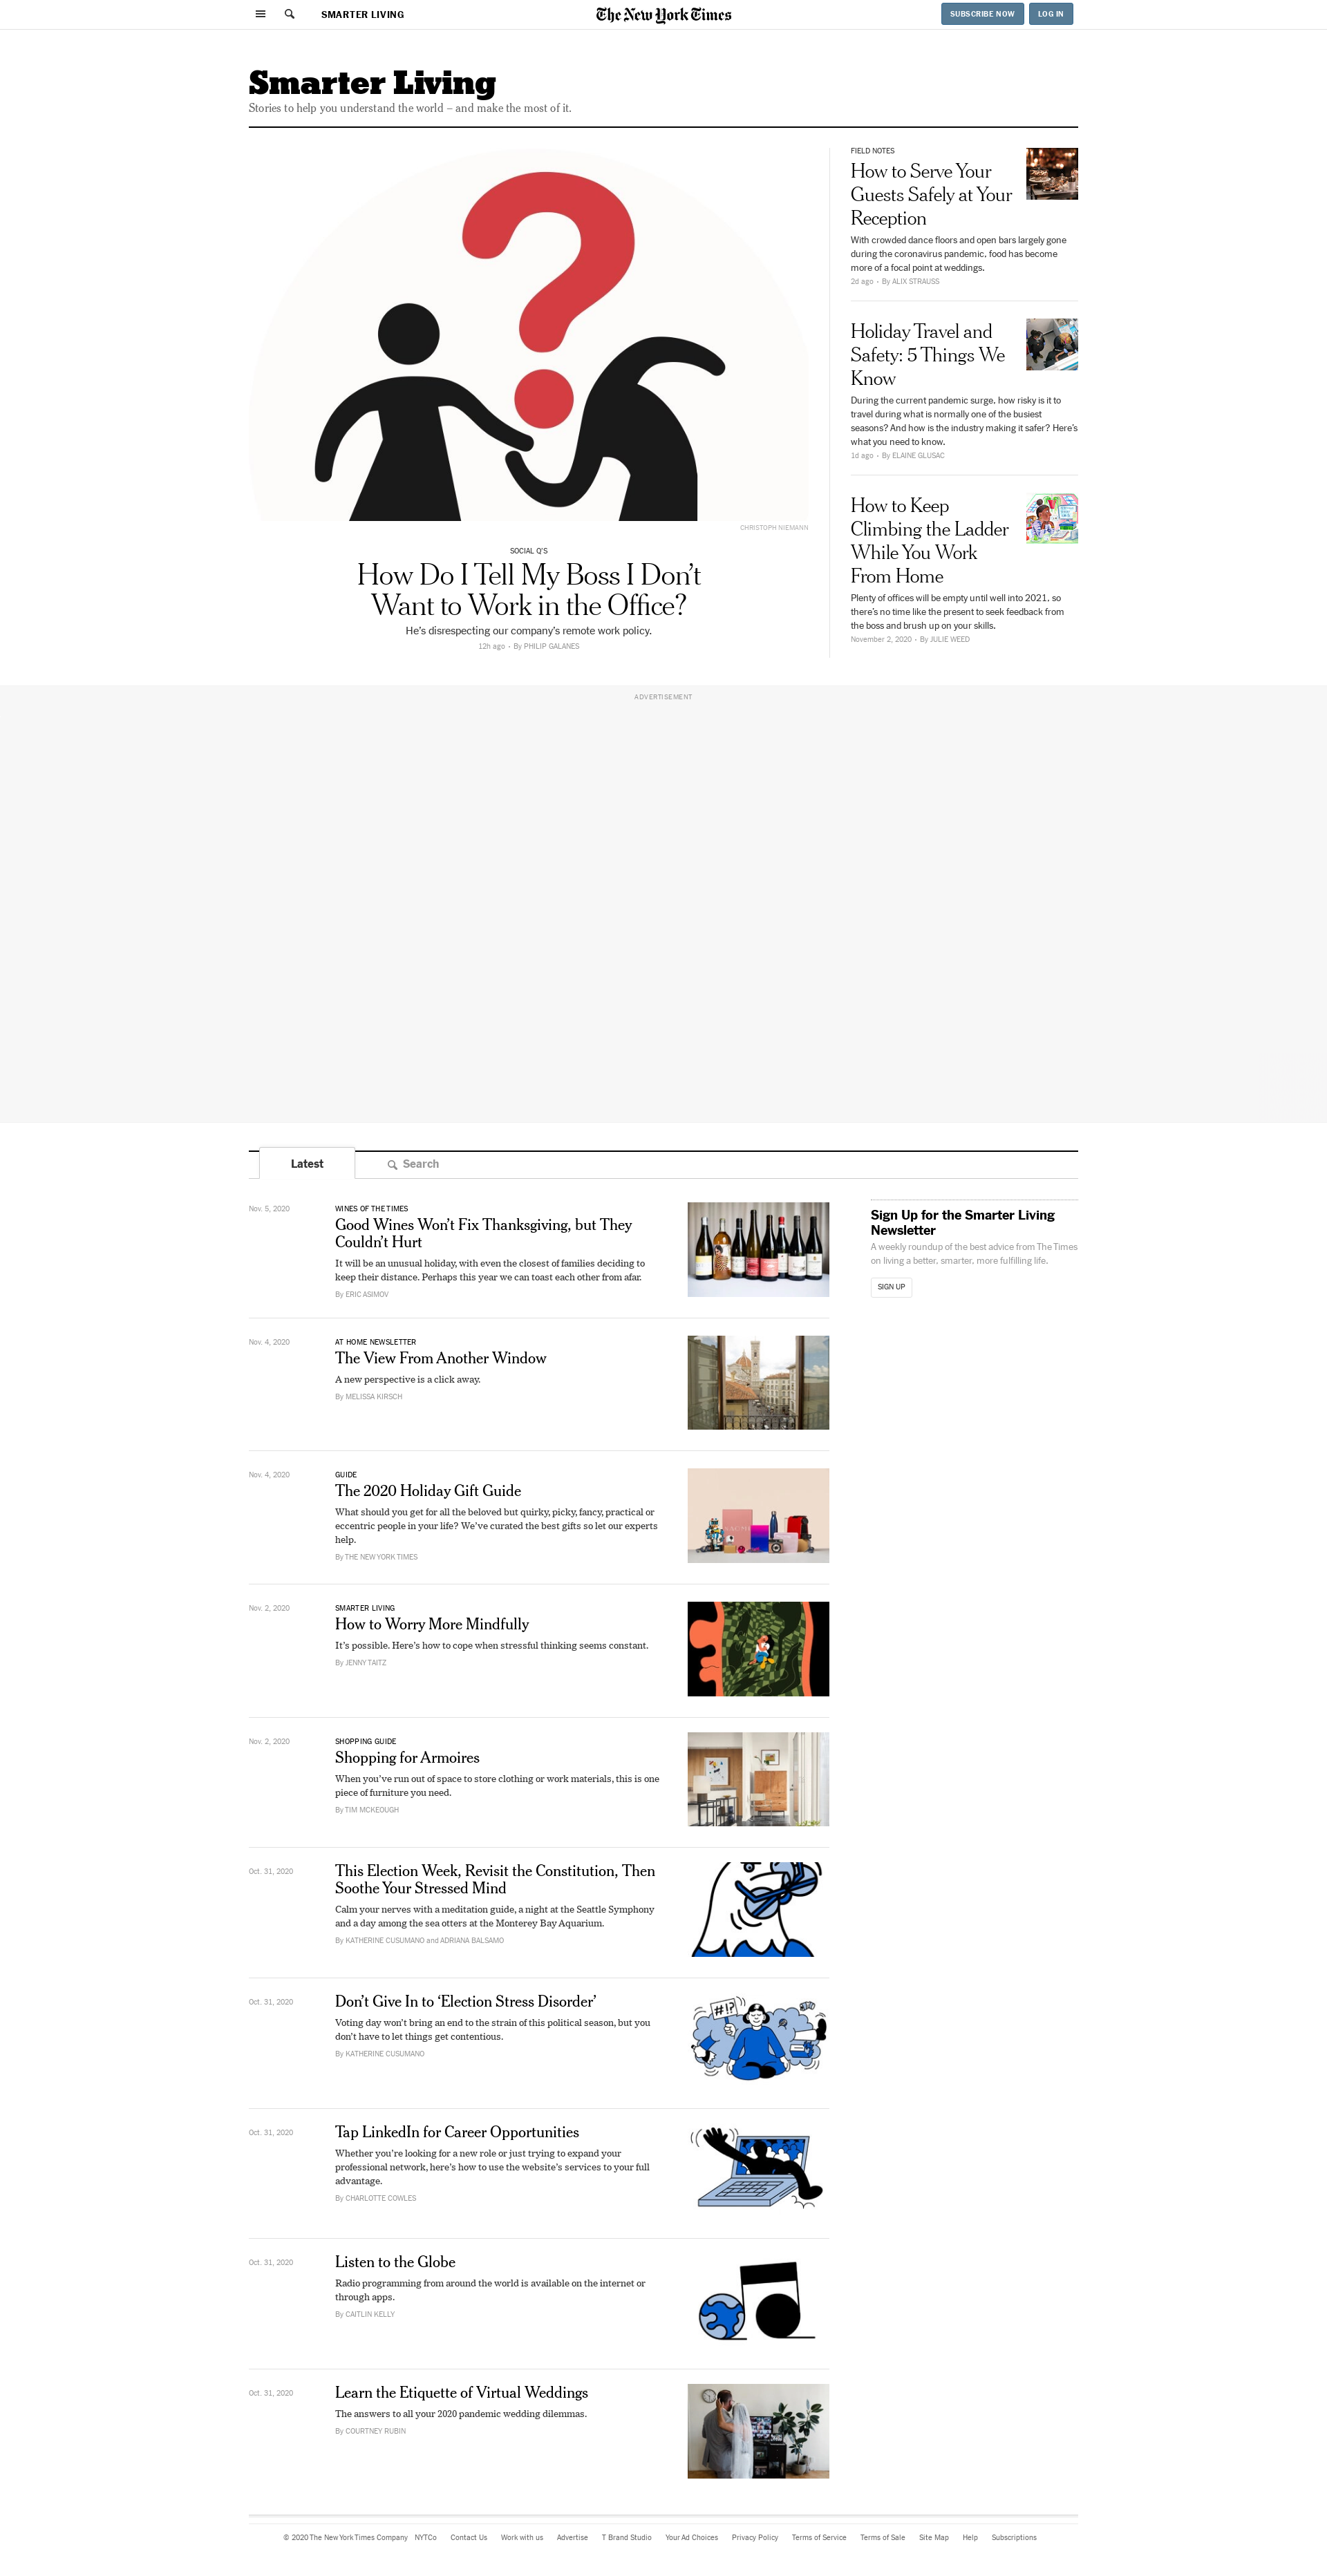 SMARTER LIVING
The New York Times
SUBSCRIBE NOW
LOG IN
Smarter Living
Stories to help you understand the world – and make the most of it.
CHRISTOPH NIEMANN
SOCIAL Q'S
How Do I Tell My Boss I Don’t
Want to Work in the Office?
He’s disrespecting our company’s remote work policy.
12h ago • By PHILIP GALANES
FIELD NOTES
How to Serve Your
Guests Safely at Your
Reception
With crowded dance floors and open bars largely gone
during the coronavirus pandemic, food has become
more of a focal point at weddings.
2d ago • By ALIX STRAUSS
Holiday Travel and
Safety: 5 Things We
Know
During the current pandemic surge, how risky is it to
travel during what is normally one of the busiest
seasons? And how is the industry making it safer? Here’s
what you need to know.
1d ago • By ELAINE GLUSAC
How to Keep
Climbing the Ladder
While You Work
From Home
Plenty of offices will be empty until well into 2021, so
there’s no time like the present to seek feedback from
the boss and brush up on your skills.
November 2, 2020 • By JULIE WEED
ADVERTISEMENT
Latest
Search
Nov. 5, 2020
WINES OF THE TIMES
Good Wines Won’t Fix Thanksgiving, but They
Couldn’t Hurt
It will be an unusual holiday, with even the closest of families deciding to
keep their distance. Perhaps this year we can toast each other from afar.
By ERIC ASIMOV
Nov. 4, 2020
AT HOME NEWSLETTER
The View From Another Window
A new perspective is a click away.
By MELISSA KIRSCH
Nov. 4, 2020
GUIDE
The 2020 Holiday Gift Guide
What should you get for all the beloved but quirky, picky, fancy, practical or
eccentric people in your life? We’ve curated the best gifts so let our experts
help.
By THE NEW YORK TIMES
Nov. 2, 2020
SMARTER LIVING
How to Worry More Mindfully
It’s possible. Here’s how to cope when stressful thinking seems constant.
By JENNY TAITZ
Nov. 2, 2020
SHOPPING GUIDE
Shopping for Armoires
When you’ve run out of space to store clothing or work materials, this is one
piece of furniture you need.
By TIM MCKEOUGH
Oct. 31, 2020
This Election Week, Revisit the Constitution, Then
Soothe Your Stressed Mind
Calm your nerves with a meditation guide, a night at the Seattle Symphony
and a day among the sea otters at the Monterey Bay Aquarium.
By KATHERINE CUSUMANO and ADRIANA BALSAMO
Oct. 31, 2020
Don’t Give In to ‘Election Stress Disorder’
Voting day won’t bring an end to the strain of this political season, but you
don’t have to let things get contentious.
By KATHERINE CUSUMANO
#!?
Oct. 31, 2020
Tap LinkedIn for Career Opportunities
Whether you’re looking for a new role or just trying to expand your
professional network, here’s how to use the website’s services to your full
advantage.
By CHARLOTTE COWLES
Oct. 31, 2020
Listen to the Globe
Radio programming from around the world is available on the internet or
through apps.
By CAITLIN KELLY
Oct. 31, 2020
Learn the Etiquette of Virtual Weddings
The answers to all your 2020 pandemic wedding dilemmas.
By COURTNEY RUBIN
Sign Up for the Smarter Living
Newsletter
A weekly roundup of the best advice from The Times
on living a better, smarter, more fulfilling life.
SIGN UP
© 2020 The New York Times Company NYTCo Contact Us Work with us Advertise T Brand Studio Your Ad Choices Privacy Policy Terms of Service Terms of Sale Site Map Help Subscriptions